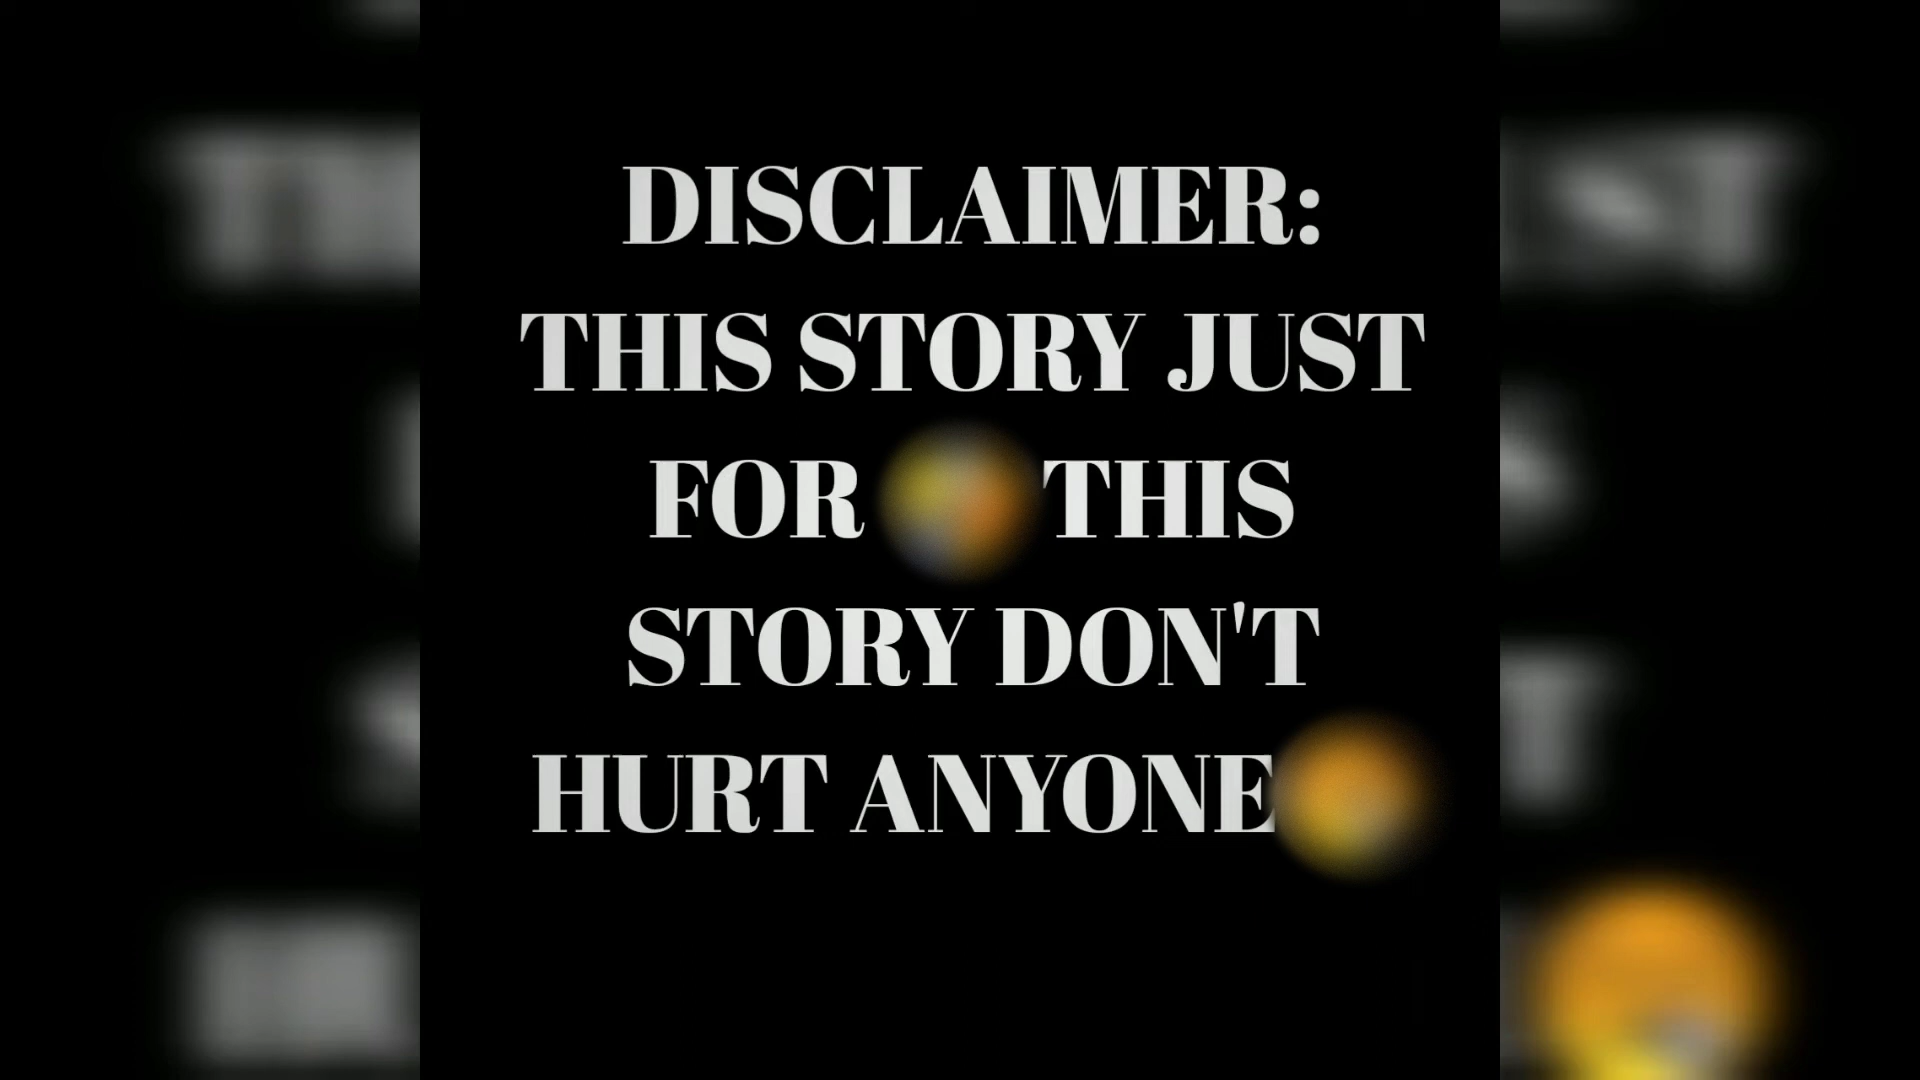 DISCLAIMER:
THIS STORY JUST
FOR THIS
STORY DON'T
HURT ANYONE